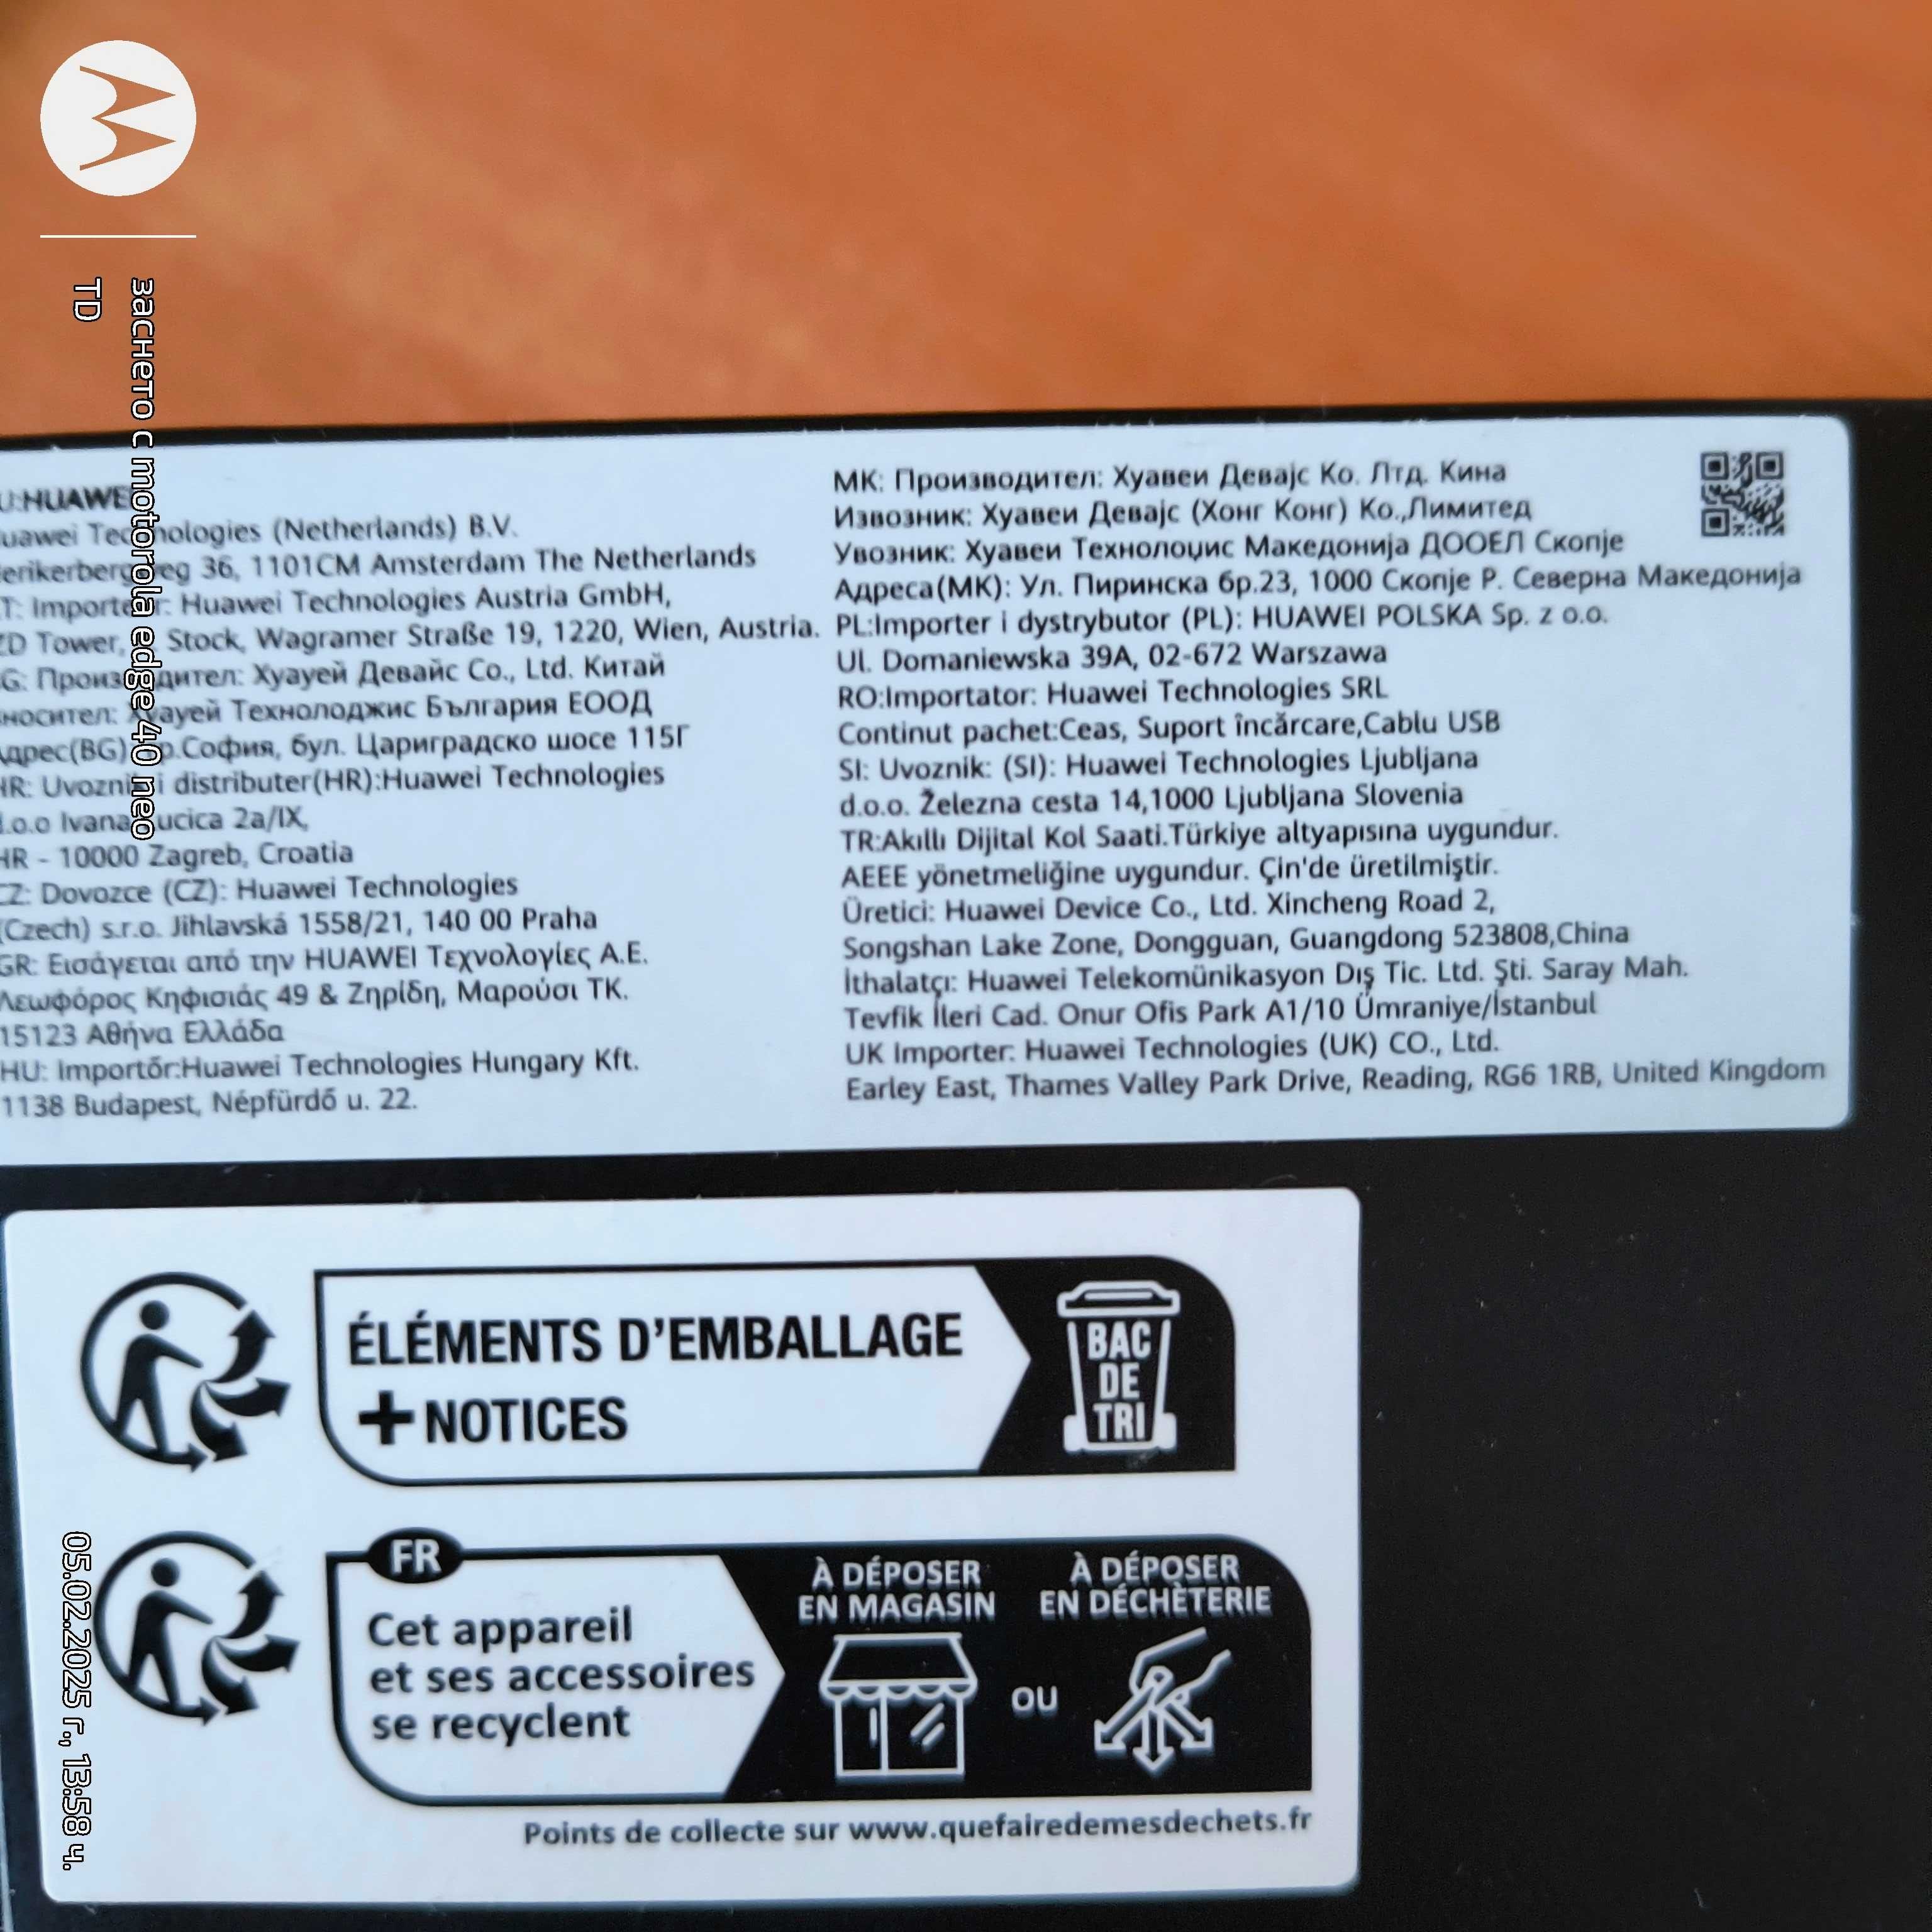 заснето с motorola edge 40 neo
TD
U:HUAWEI
uawei Technologies (Netherlands) B.V.
erikerbergweg 36, 1101CM Amsterdam The Netherlands
T: Importer: Huawei Technologies Austria GmbH,
Tower, Stock, Wagramer Straße 19, 1220, Wien, Austria.
G: Производител: Хуауей Девайс Co., Ltd. Китай
носител: Хуауей Технолоджис България ЕООД
Адрес(BG): гр.София, бул. Цариградско шосе 115Г
HR: Uvoznik i distributer(HR):Huawei Technologies
d.o.o Ivana Lucica 2a/IX,
HR - 10000 Zagreb, Croatia
CZ: Dovozce (CZ): Huawei Technologies
(Czech) s.r.o. Jihlavská 1558/21, 140 00 Praha
GR: Εισάγεται από την HUAWEI Τεχνολογίες Α.Ε.
Λεωφόρος Κηφισιάς 49 & Ζηρίδη, Μαρούσι ΤΚ.
15123 Αθήνα Ελλάδα
HU: Importőr:Huawei Technologies Hungary Kft.
1138 Budapest, Népfürdő u. 22.
МК: Производител: Хуавеи Девајс Ко. Лтд. Кина
Извозник: Хуавеи Девајс (Хонг Конг) Ко.,Лимитед
Увозник: Хуавеи Технолоџис Македонија ДООЕЛ Скопје
Адреса(МК): Ул. Пиринска бр.23, 1000 Скопје Р. Северна Македонија
PL:Importer i dystrybutor (PL): HUAWEI POLSKA Sp. z o.o.
Ul. Domaniewska 39A, 02-672 Warszawa
RO:Importator: Huawei Technologies SRL
Continut pachet:Ceas, Suport încărcare,Cablu USB
SI: Uvoznik: (SI): Huawei Technologies Ljubljana
d.o.o. Železna cesta 14,1000 Ljubljana Slovenia
TR:Akıllı Dijital Kol Saati.Türkiye altyapısına uygundur.
AEEE yönetmeliğine uygundur. Çin'de üretilmiştir.
Üretici: Huawei Device Co., Ltd. Xincheng Road 2,
Songshan Lake Zone, Dongguan, Guangdong 523808,China
İthalatçı: Huawei Telekomünikasyon Dış Tic. Ltd. Şti. Saray Mah.
Tevfik İleri Cad. Onur Ofis Park A1/10 Ümraniye/İstanbul
UK Importer: Huawei Technologies (UK) CO., Ltd.
Earley East, Thames Valley Park Drive, Reading, RG6 1RB, United Kingdom
ÉLÉMENTS D'EMBALLAGE
+NOTICES
BAC
DE
TRI
FR
Cet appareil
et ses accessoires
se recyclent
À DÉPOSER
EN MAGASIN
OU
À DÉPOSER
EN DÉCHÈTERIE
Points de collecte sur www.quefairedemesdechets.fr
05.02.2025 г., 13:58 ч.